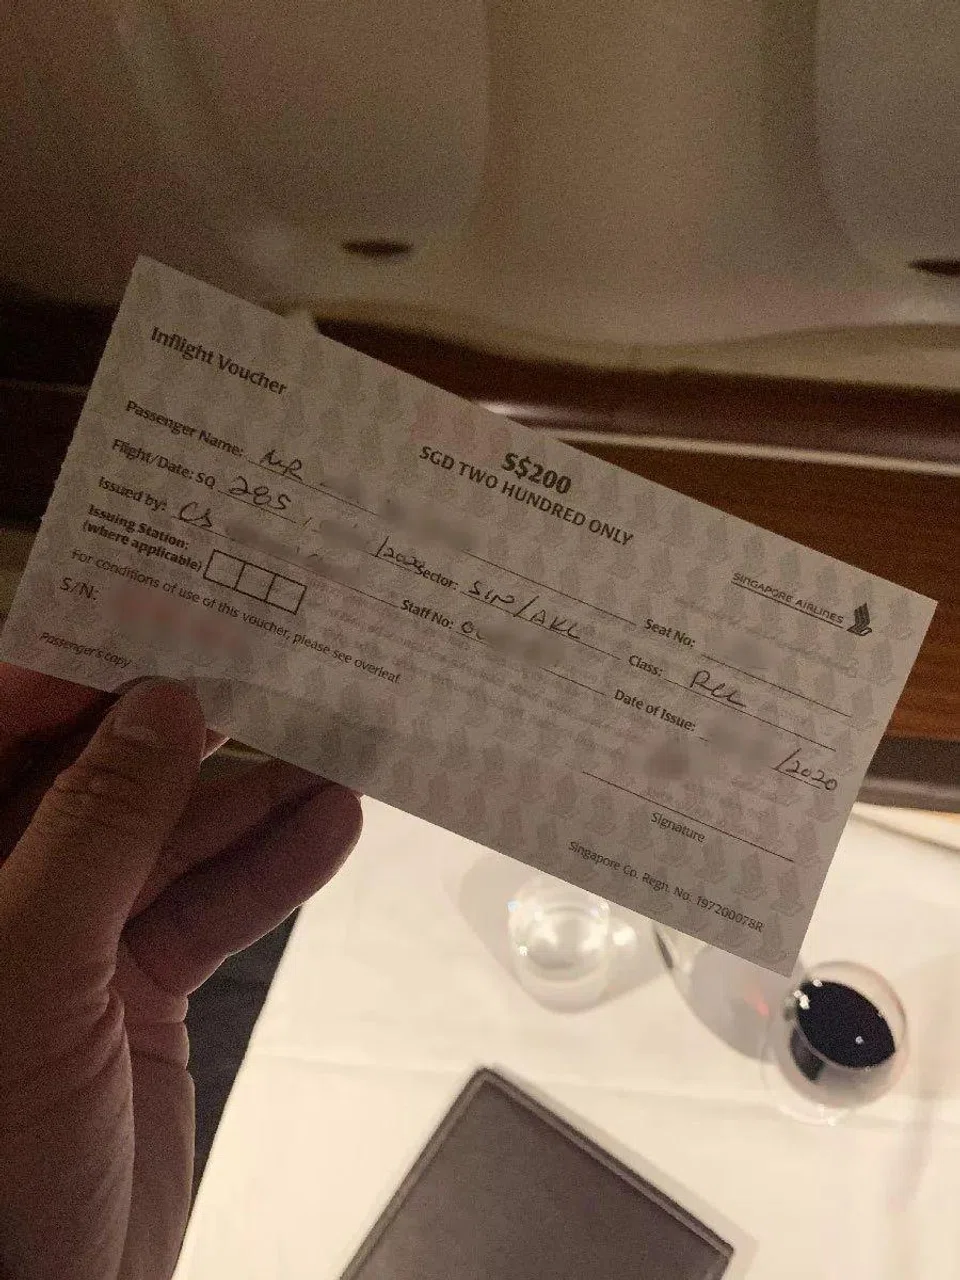 Inflight Voucher
S$200
SGD TWO HUNDRED ONLY
SINGAPORE AIRLINES
Passenger Name: MR
Seat No:
Flight/Date: SQ 285 /2020 Sector: SIP/AKL
Class:
Issued by: CS
Staff No:
Date of Issue: /2020
Issuing Station:
(where applicable)
For conditions of use of this voucher, please see overleaf.
Signature
S/N:
Passenger's copy
Singapore Co. Regn. No. 197200078R